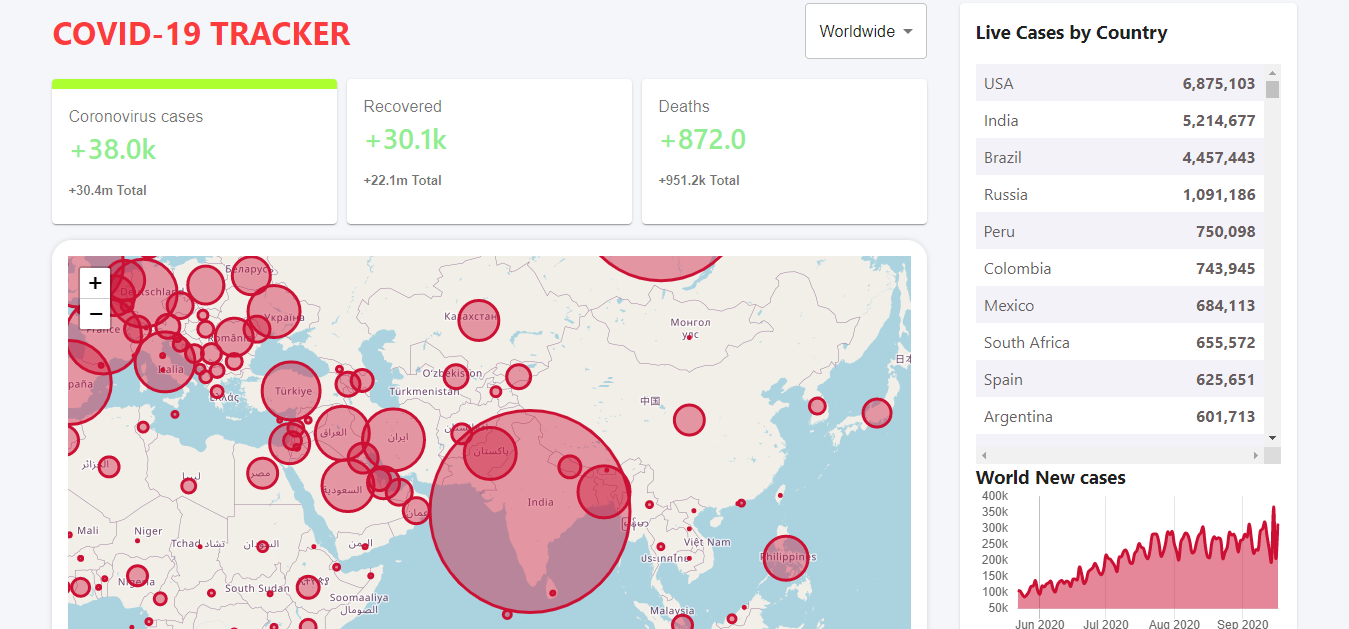 COVID-19 TRACKER
Worldwide
Coronovirus cases
+38.0k
+30.4m Total
Recovered
+30.1k
+22.1m Total
Deaths
+872.0
+951.2k Total
+
−
Беларусь
Deutschland
Україна
France
România
Italia
España
Ελλάς
Türkiye
Казахстан
Oʻzbekiston
Türkmenistan
Монгол
улс
中国
日本
العراق
ایران
پاکستان
India
السعودية
عمان
مصر
ليبيا
الجزائر
Mali
Niger
Tchad تشاد
السودان
اليمن
Nigeria
South Sudan
ኢትዮጵያ
Soomaaliya
الصومال
ประเทศไทย
Việt Nam
Philippines
Malaysia
Live Cases by Country
USA 6,875,103
India 5,214,677
Brazil 4,457,443
Russia 1,091,186
Peru 750,098
Colombia 743,945
Mexico 684,113
South Africa 655,572
Spain 625,651
Argentina 601,713
World New cases
400k
350k
300k
250k
200k
150k
100k
50k
Jun 2020 Jul 2020 Aug 2020 Sep 2020